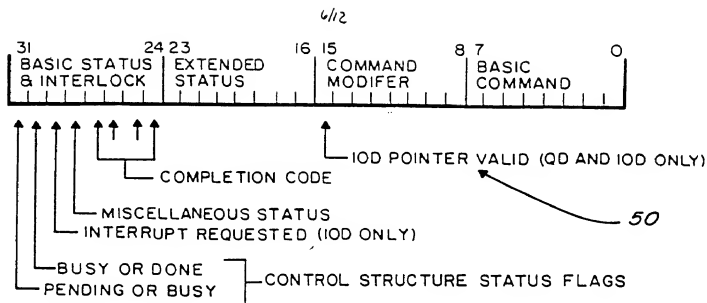 6/12
31 24 23 16 15 8 7 0
BASIC STATUS EXTENDED COMMAND BASIC
& INTERLOCK STATUS MODIFER COMMAND
IOD POINTER VALID (QD AND IOD ONLY)
COMPLETION CODE
50
MISCELLANEOUS STATUS
INTERRUPT REQUESTED (IOD ONLY)
BUSY OR DONE
CONTROL STRUCTURE STATUS FLAGS
PENDING OR BUSY